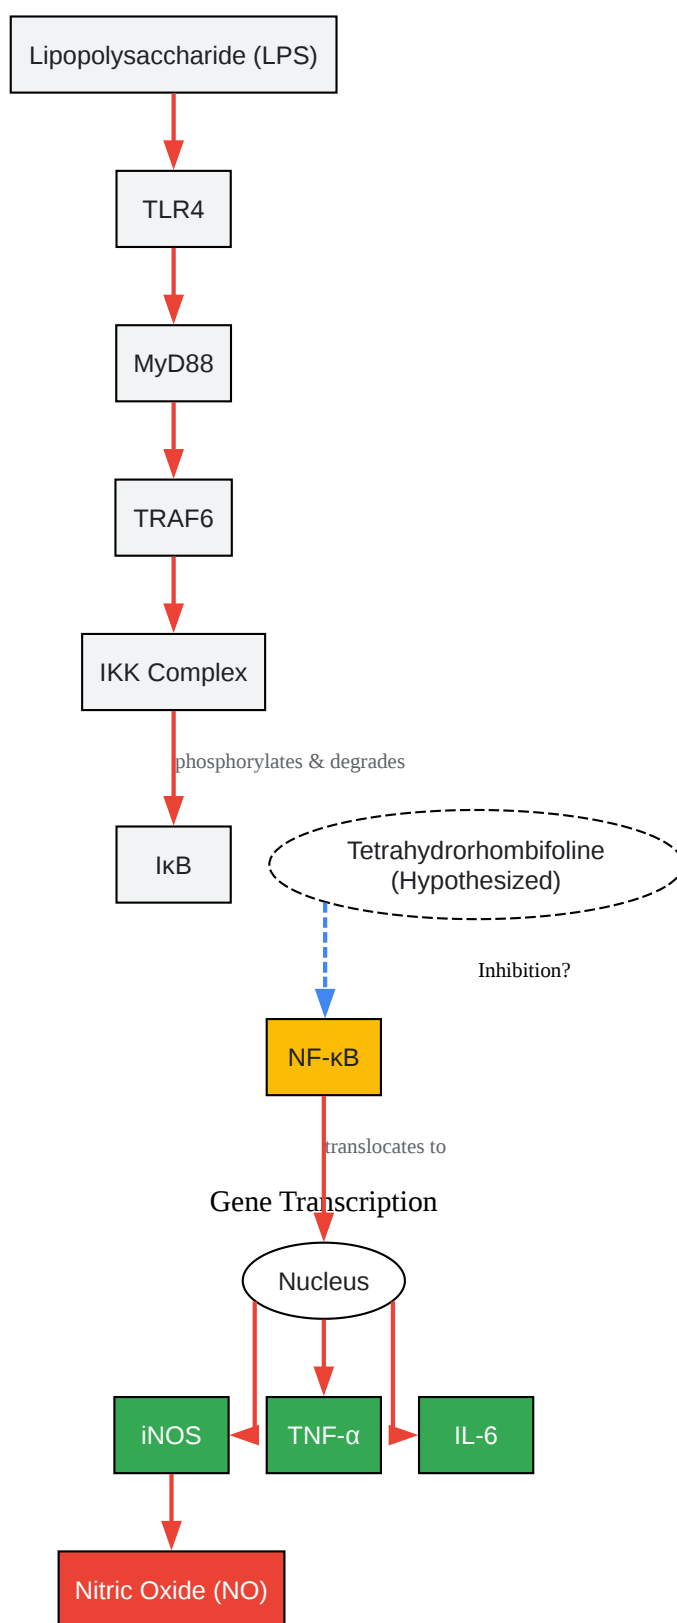 Lipopolysaccharide (LPS)
TLR4
MyD88
TRAF6
IKK Complex
phosphorylates & degrades
IκB
Tetrahydrorhombifoline
(Hypothesized)
Inhibition?
NF-κB
translocates to
Gene Transcription
Nucleus
iNOS
TNF-α
IL-6
Nitric Oxide (NO)